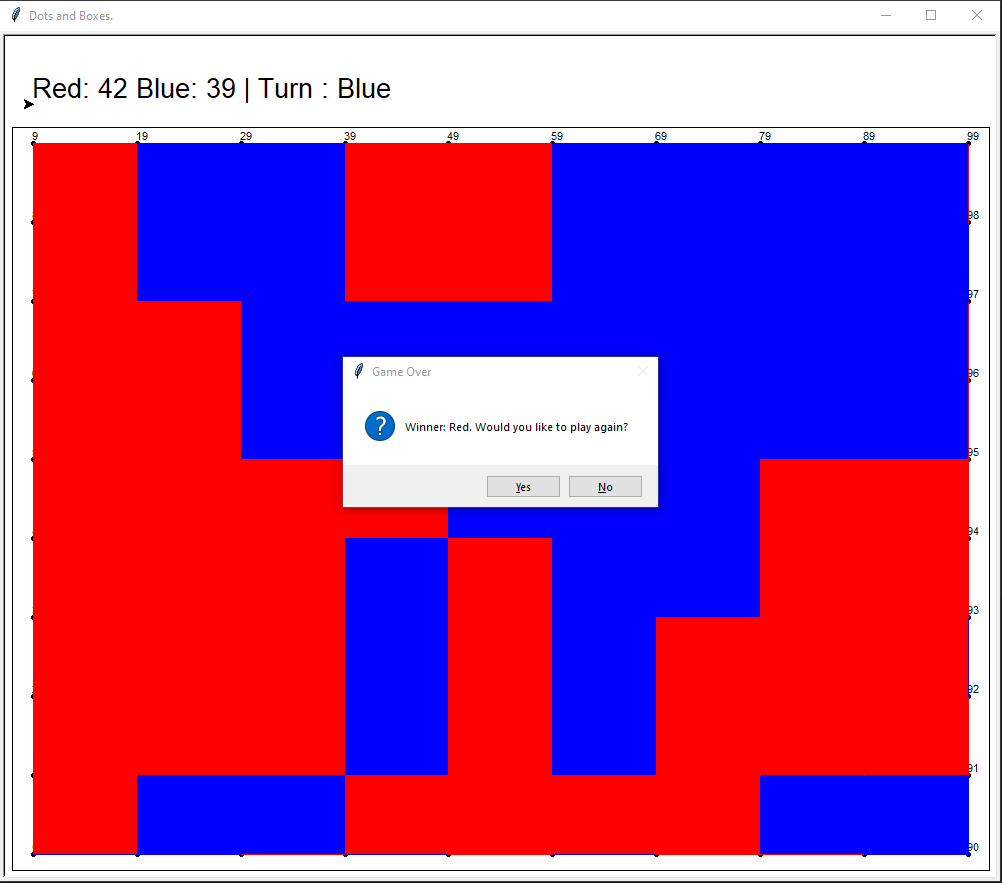 Dots and Boxes.
Red: 42 Blue: 39 | Turn : Blue
9 19 29 39 49 59 69 79 89 99
98
97
96
Game Over
Winner: Red. Would you like to play again?
95
Yes No
94
93
92
91
90